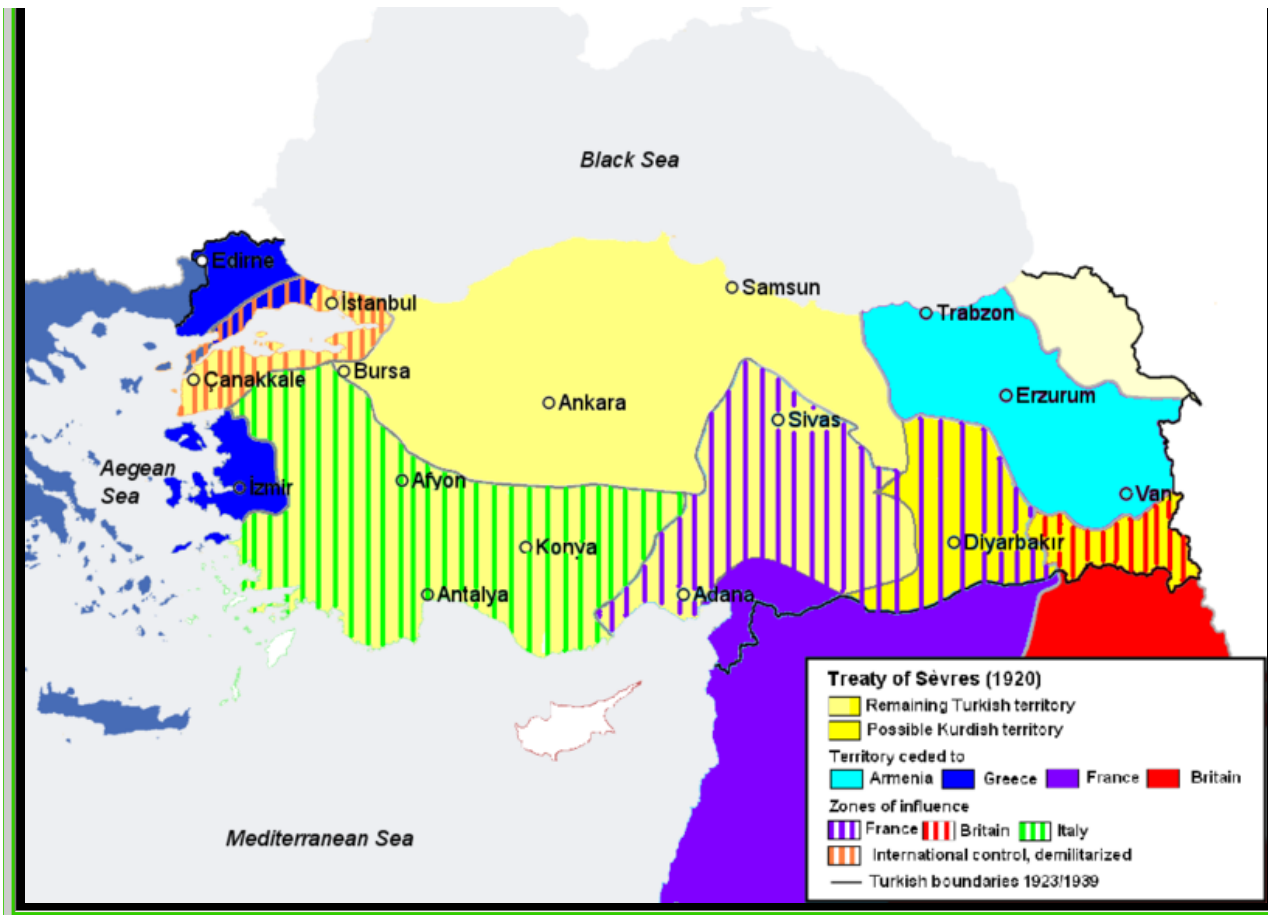 Black Sea
Edirne
İstanbul
Samsun
Trabzon
Çanakkale
Bursa
Ankara
Erzurum
Sivas
Aegean
Sea
İzmir
Afyon
Van
Konya
Diyarbakır
Antalya
Adana
Mediterranean Sea
Treaty of Sèvres (1920)
Remaining Turkish territory
Possible Kurdish territory
Territory ceded to
Armenia Greece France Britain
Zones of influence
France Britain Italy
International control, demilitarized
Turkish boundaries 1923/1939